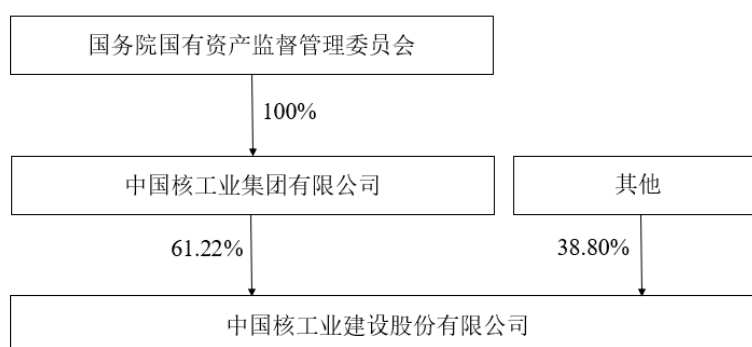 国务院国有资产监督管理委员会
100%
中国核工业集团有限公司
其他
61.22%
38.80%
中国核工业建设股份有限公司